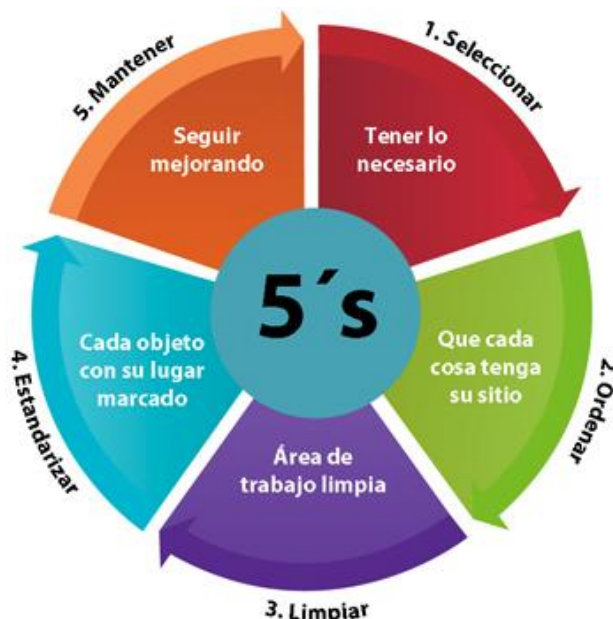 5´s
1. Seleccionar
Tener lo
necesario
2. Ordenar
Que cada
cosa tenga
su sitio
3. Limpiar
Área de
trabajo limpia
4. Estandarizar
Cada objeto
con su lugar
marcado
5. Mantener
Seguir
mejorando